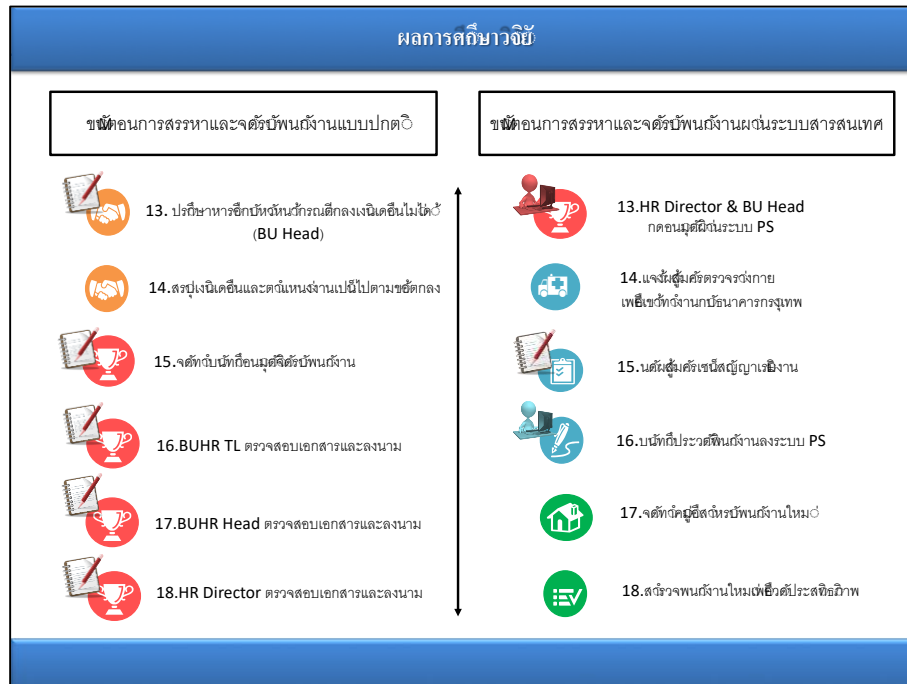 ผลการศึกษาวิจัย
ขั้นตอนการสรรหาและจัดรับพนักงานแบบปกติ
13. ปรึกษาหารืออีกบัหัวหน้ากรณีตกลงเงินเดือนไม่ได้
(BU Head)
14.สรุปเงินเดือนและตำแหน่งงานเป็นไปตามข้อตกลง
15.จัดทำบันทึกอนุมัติจัดรับพนักงาน
16.BUHR TL ตรวจสอบเอกสารและลงนาม
17.BUHR Head ตรวจสอบเอกสารและลงนาม
18.HR Director ตรวจสอบเอกสารและลงนาม
ขั้นตอนการสรรหาและจัดรับพนักงานผ่านระบบสารสนเทศ
13.HR Director & BU Head
กดอนุมัติผ่านระบบ PS
14.แจ้งผู้สมัครตรวจร่างกาย
เพื่อเข้าทำงานกับธนาคารกรุงเทพ
15.นัดผู้สมัครเซ็นสัญญาเริ่มงาน
16.บันทึกประวัติพนักงานลงระบบ PS
17.จัดทำคู่มือสำหรับพนักงานใหม่
18.สำรวจพนักงานใหม่เพื่อวัดประสิทธิภาพ